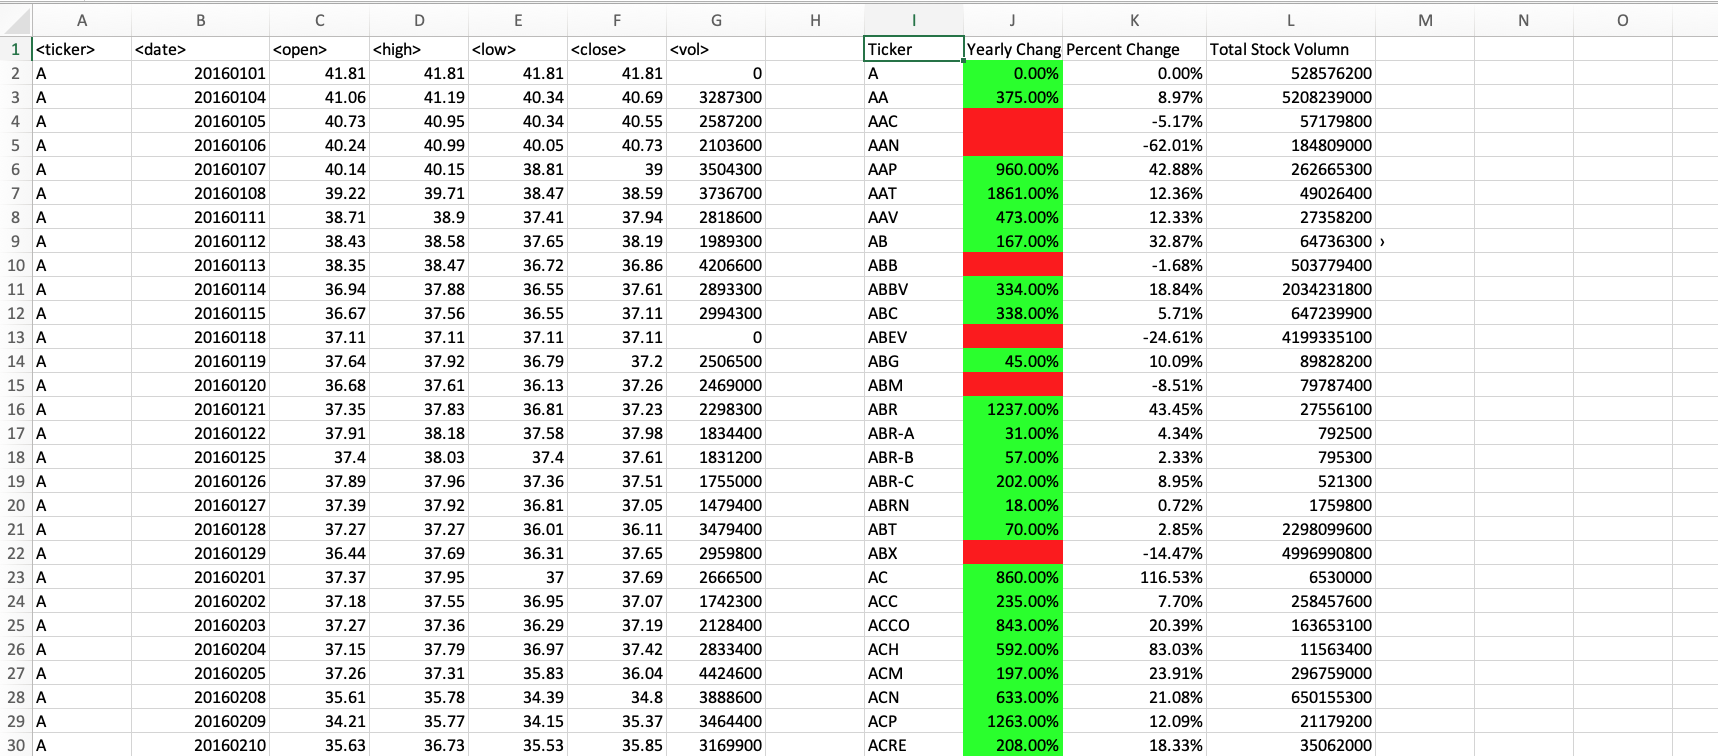 A B C D E F G H I J K L M N O
1 <ticker> <date> <open> <high> <low> <close> <vol> Ticker Yearly Chang Percent Change Total Stock Volumn
2 A 20160101 41.81 41.81 41.81 41.81 0 A 0.00% 0.00% 528576200
3 A 20160104 41.06 41.19 40.34 40.69 3287300 AA 375.00% 8.97% 5208239000
4 A 20160105 40.73 40.95 40.34 40.55 2587200 AAC -5.17% 57179800
5 A 20160106 40.24 40.99 40.05 40.73 2103600 AAN -62.01% 184809000
6 A 20160107 40.14 40.15 38.81 39 3504300 AAP 960.00% 42.88% 262665300
7 A 20160108 39.22 39.71 38.47 38.59 3736700 AAT 1861.00% 12.36% 49026400
8 A 20160111 38.71 38.9 37.41 37.94 2818600 AAV 473.00% 12.33% 27358200
9 A 20160112 38.43 38.58 37.65 38.19 1989300 AB 167.00% 32.87% 64736300 ›
10 A 20160113 38.35 38.47 36.72 36.86 4206600 ABB -1.68% 503779400
11 A 20160114 36.94 37.88 36.55 37.61 2893300 ABBV 334.00% 18.84% 2034231800
12 A 20160115 36.67 37.56 36.55 37.11 2994300 ABC 338.00% 5.71% 647239900
13 A 20160118 37.11 37.11 37.11 37.11 0 ABEV -24.61% 4199335100
14 A 20160119 37.64 37.92 36.79 37.2 2506500 ABG 45.00% 10.09% 89828200
15 A 20160120 36.68 37.61 36.13 37.26 2469000 ABM -8.51% 79787400
16 A 20160121 37.35 37.83 36.81 37.23 2298300 ABR 1237.00% 43.45% 27556100
17 A 20160122 37.91 38.18 37.58 37.98 1834400 ABR-A 31.00% 4.34% 792500
18 A 20160125 37.4 38.03 37.4 37.61 1831200 ABR-B 57.00% 2.33% 795300
19 A 20160126 37.89 37.96 37.36 37.51 1755000 ABR-C 202.00% 8.95% 521300
20 A 20160127 37.39 37.92 36.81 37.05 1479400 ABRN 18.00% 0.72% 1759800
21 A 20160128 37.27 37.27 36.01 36.11 3479400 ABT 70.00% 2.85% 2298099600
22 A 20160129 36.44 37.69 36.31 37.65 2959800 ABX -14.47% 4996990800
23 A 20160201 37.37 37.95 37 37.69 2666500 AC 860.00% 116.53% 6530000
24 A 20160202 37.18 37.55 36.95 37.07 1742300 ACC 235.00% 7.70% 258457600
25 A 20160203 37.27 37.36 36.29 37.19 2128400 ACCO 843.00% 20.39% 163653100
26 A 20160204 37.15 37.79 36.97 37.42 2833400 ACH 592.00% 83.03% 11563400
27 A 20160205 37.26 37.31 35.83 36.04 4424600 ACM 197.00% 23.91% 296759000
28 A 20160208 35.61 35.78 34.39 34.8 3888600 ACN 633.00% 21.08% 650155300
29 A 20160209 34.21 35.77 34.15 35.37 3464400 ACP 1263.00% 12.09% 21179200
30 A 20160210 35.63 36.73 35.53 35.85 3169900 ACRE 208.00% 18.33% 35062000